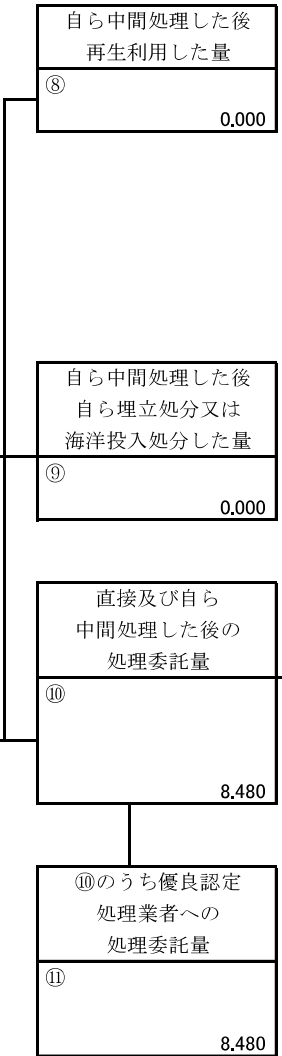 自ら中間処理した後
再生利用した量
⑧
0.000
自ら中間処理した後
自ら埋立処分又は
海洋投入処分した量
⑨
0.000
直接及び自ら
中間処理した後の
処理委託量
⑩
8.480
⑩のうち優良認定
処理業者への
処理委託量
⑪
8.480